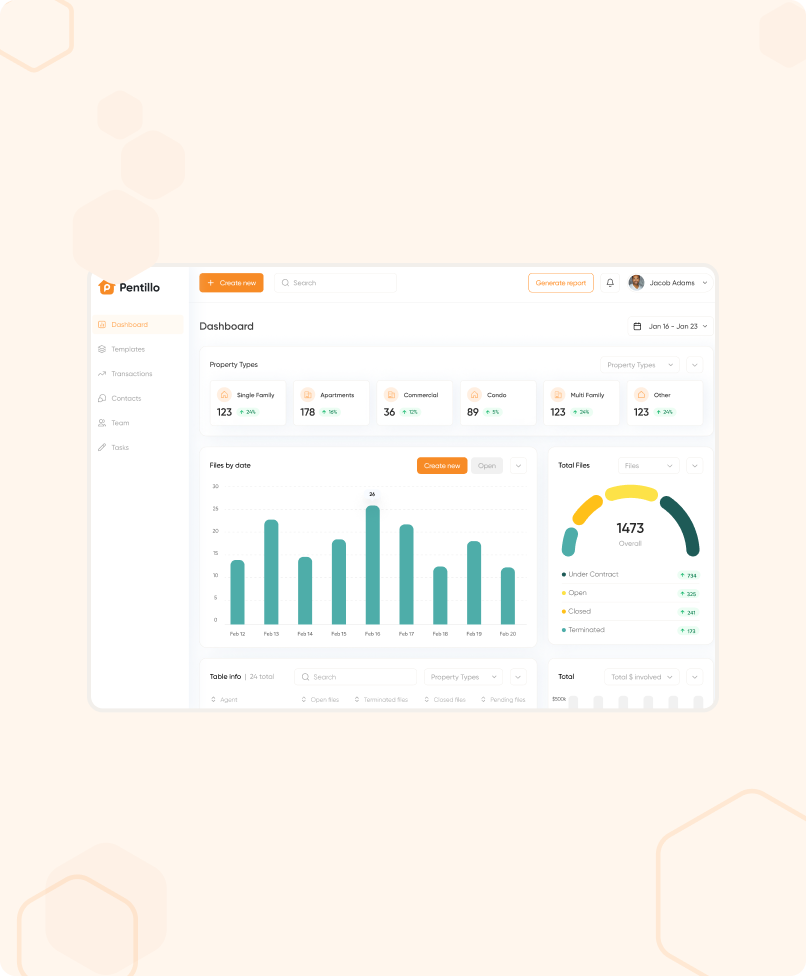 Pentillo
Create new
Search
Generate report
Jacob Adams
Dashboard
Templates
Transactions
Contacts
Team
Tasks
Dashboard
Jan 16 - Jan 23
Property Types
Property Types
Single Family
123
24%
Apartments
178
16%
Commercial
36
12%
Condo
89
5%
Multi Family
123
24%
Other
123
24%
Files by date
Create new
Open
30
25
20
15
10
5
0
26
Feb 12
Feb 13
Feb 14
Feb 15
Feb 16
Feb 17
Feb 18
Feb 19
Feb 20
Total Files
Files
1473
Overall
Under Contract
734
Open
325
Closed
241
Terminated
173
Table info | 24 total
Search
Property Types
Agent
Open files
Terminated files
Closed files
Pending files
Total
Total $ involved
$500k